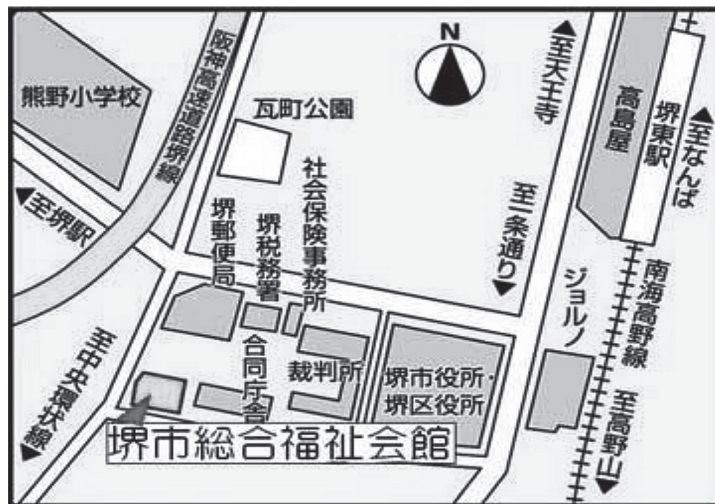 N
阪神高速道路堺線
熊野小学校
瓦町公園
▲至天王寺
高島屋
堺東駅
▲至なんば
社会保険事務所
堺税務署
堺郵便局
▲至堺駅
至一条通り▼
ジョルノ
南海高野線
至高野山▼
至中央環状線▼
合同庁舎
裁判所
堺市役所・
堺区役所
堺市総合福祉会館